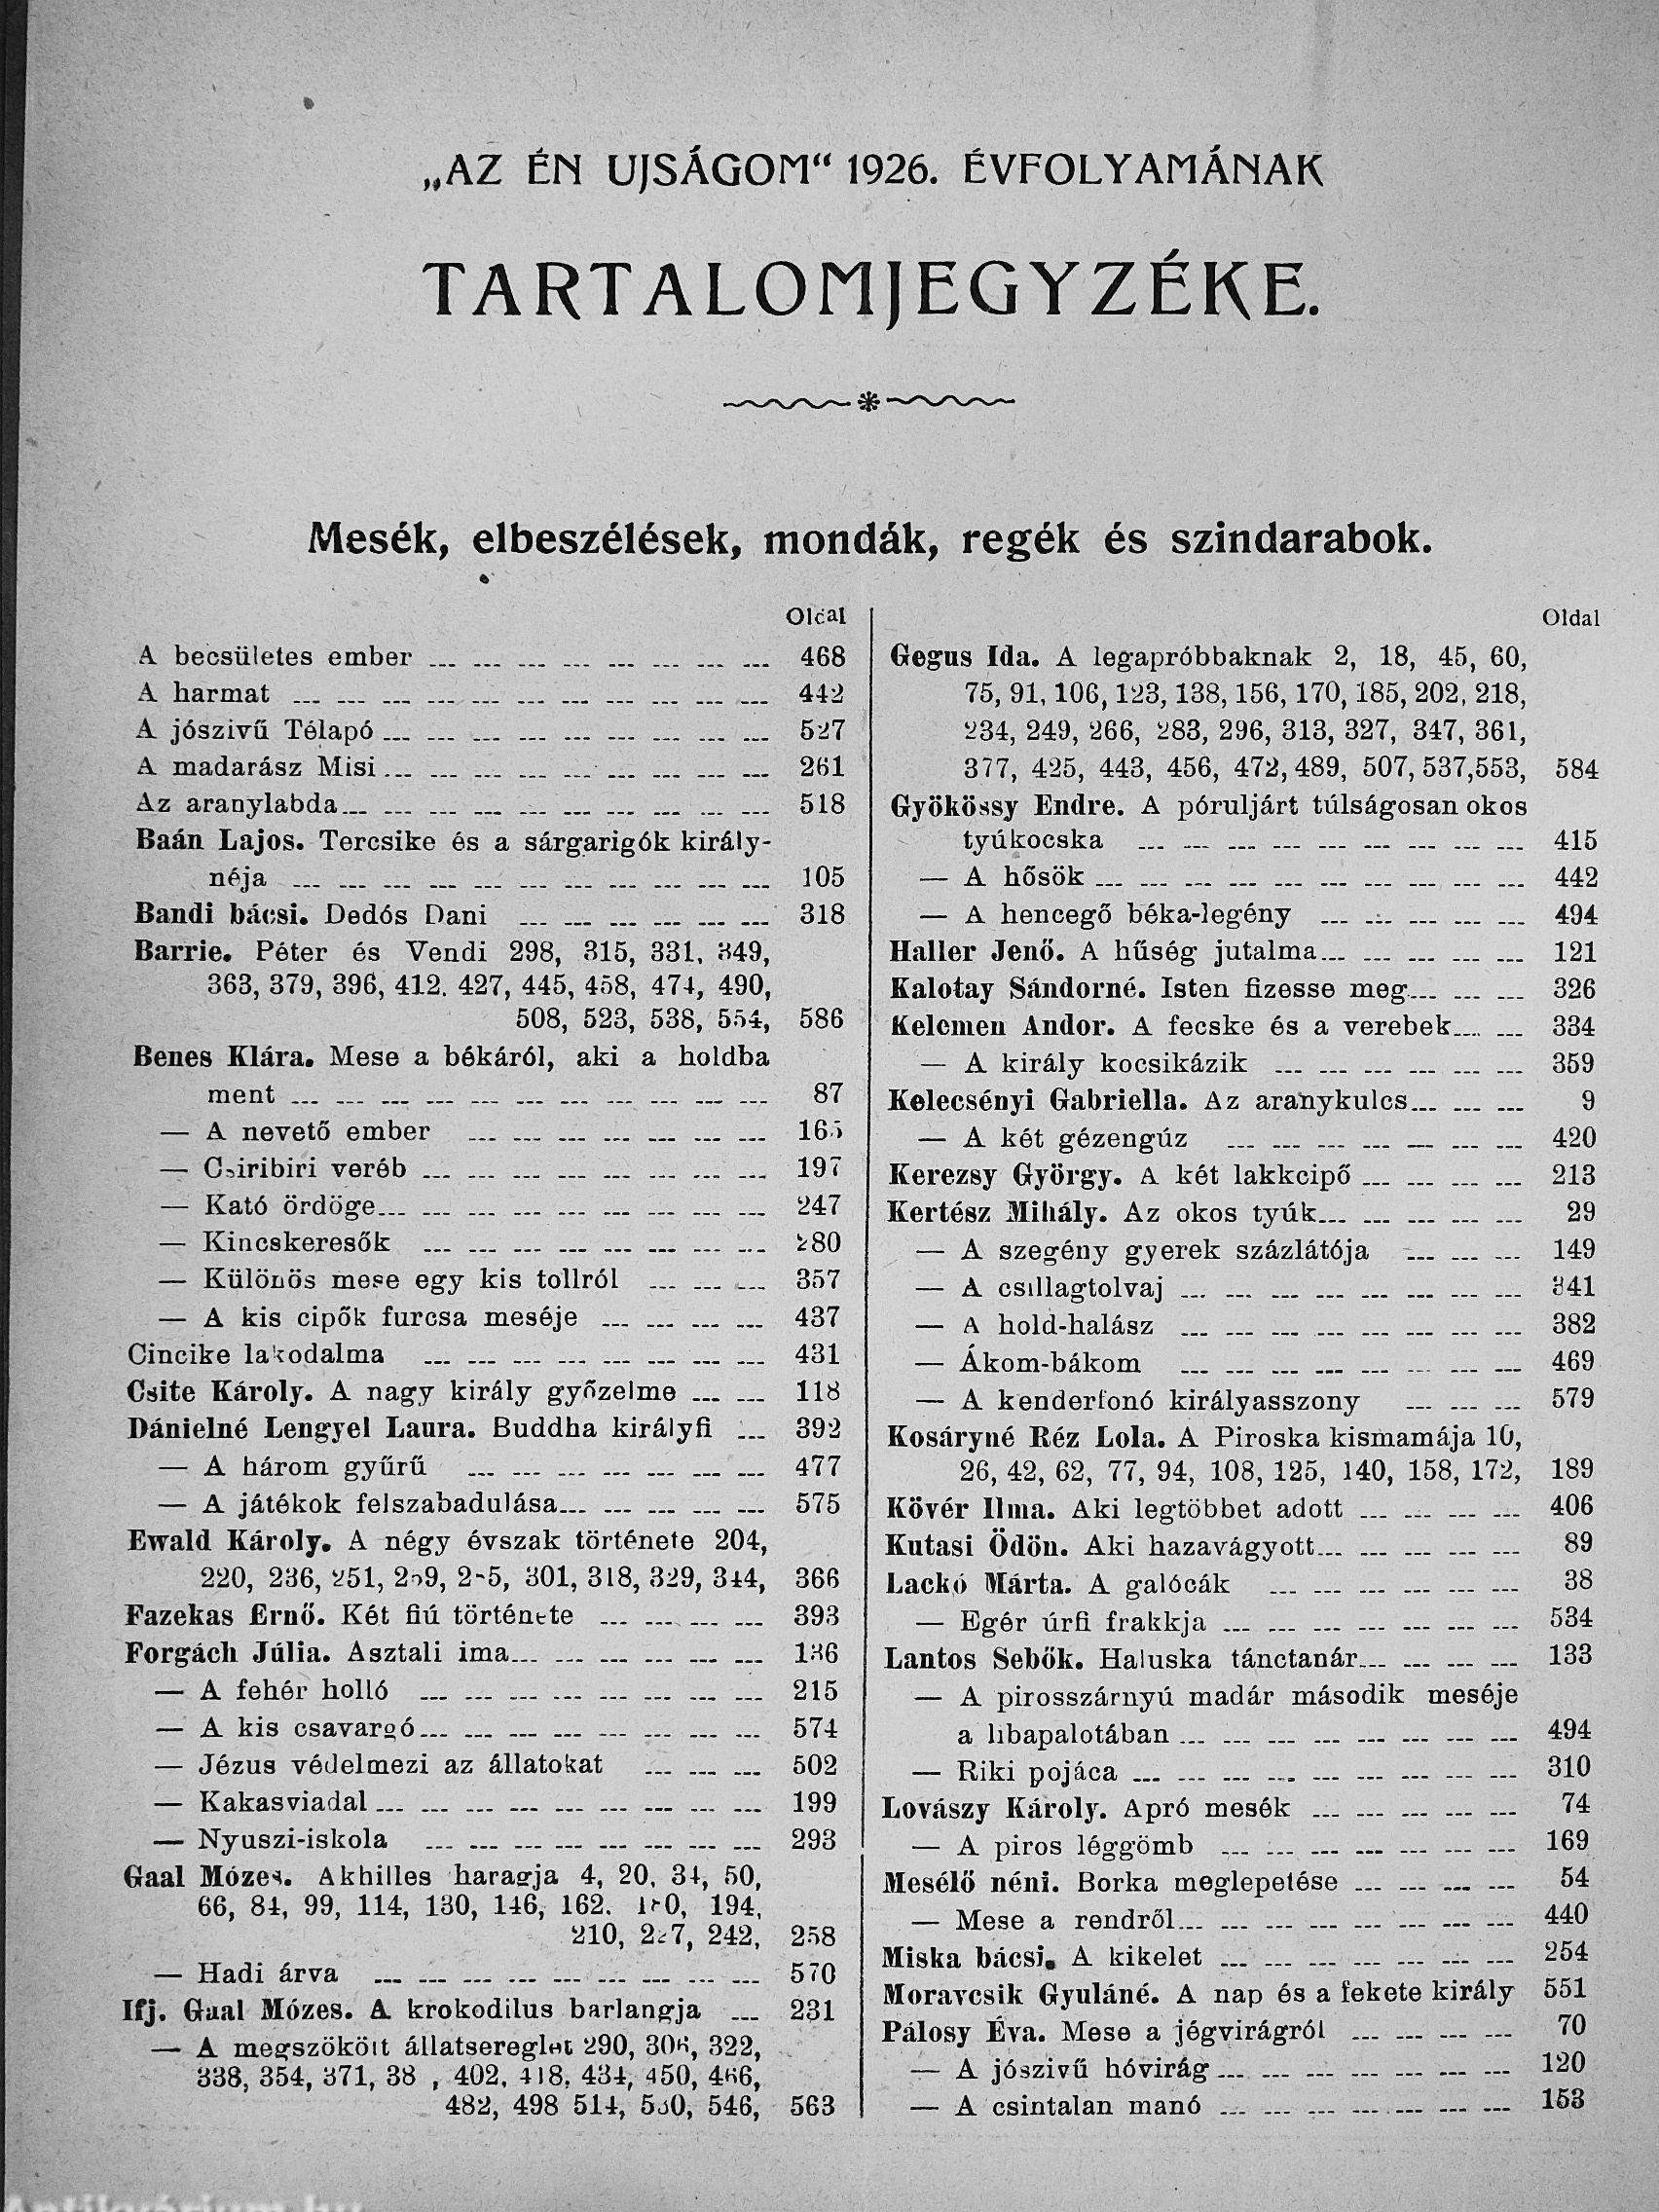 „AZ ÉN UJSÁGOM“ 1926. ÉVFOLYAMÁNAK
TARTALOMJEGYZÉKE.
Mesék, elbeszélések, mondák, regék és szindarabok.
Oldal
A becsületes ember 468
A harmat 442
A jószivű Télapó 527
A madarász Misi 261
Az aranylabda 518
Baán Lajos. Tercsike és a sárgarigók király-
néja 105
Bandi bácsi. Dedós Dani 318
Barrie. Péter és Vendi 298, 315, 331, 349,
363, 379, 396, 412. 427, 445, 458, 474, 490,
508, 523, 538, 554, 586
Benes Klára. Mese a békáról, aki a holdba
ment 87
— A nevető ember 165
— Csiribiri veréb 197
— Kató ördöge 247
— Kincskeresők 280
— Különös mese egy kis tollról 357
— A kis cipők furcsa meséje 437
Cincike lakodalma 431
Csite Károly. A nagy király győzelme 118
Dánielné Lengyel Laura. Buddha királyfi 392
— A három gyűrű 477
— A játékok felszabadulása 575
Ewald Károly. A négy évszak története 204,
220, 236, 251, 301, 318, 329, 344, 366
Fazekas Ernő. Két fiú története 393
Forgách Júlia. Asztali ima 136
— A fehér holló 215
— A kis csavargó 574
— Jézus védelmezi az állatokat 502
— Kakasviadal 199
— Nyuszi-iskola 293
Gaal Mózes. Akhilles haragja 4, 20, 34, 50,
66, 84, 99, 114, 130, 146, 162. 194,
210, 242, 258
— Hadi árva 570
Ifj. Gaal Mózes. A krokodilus barlangja 231
— A megszökött állatsereglet 290, 306, 322,
338, 354, 371, 402, 418, 434, 450, 466,
482, 498 514, 530, 546, 563
Oldal
Gegus Ida. A legapróbbaknak 2, 18, 45, 60,
75, 91, 106, 123, 138, 156, 170, 185, 202, 218,
234, 249, 266, 283, 296, 313, 327, 347, 361,
377, 425, 443, 456, 472, 489, 507, 537, 553, 584
Gyökössy Endre. A póruljárt túlságosan okos
tyúkocska 415
— A hősök 442
— A hencegő béka-legény 494
Haller Jenő. A hűség jutalma 121
Kalotay Sándorné. Isten fizesse meg 326
Kelemen Andor. A fecske és a verebek 334
— A király kocsikázik 359
Kelecsényi Gabriella. Az aranykulcs 9
— A két gézengúz 420
Kerezsy György. A két lakkcipő 213
Kertész Mihály. Az okos tyúk 29
— A szegény gyerek százlátója 149
— A csillagtolvaj 341
— A hold-halász 382
— Ákom-bákom 469
— A kenderfonó királyasszony 579
Kosáryné Réz Lola. A Piroska kismamája 10,
26, 42, 62, 77, 94, 108, 125, 140, 158, 172, 189
Kövér Ilma. Aki legtöbbet adott 406
Kutasi Ödön. Aki hazavágyott 89
Lackó Márta. A galócák 38
— Egér úrfi frakkja 534
Lantos Sebők. Haluska tánctanár 133
— A pirosszárnyú madár második meséje
a libapalotában 494
— Riki pojáca 310
Lovászy Károly. Apró mesék 74
— A piros léggömb 169
Mesélő néni. Borka meglepetése 54
— Mese a rendről 440
Miska bácsi. A kikelet 254
Moravcsik Gyuláné. A nap és a fekete király 551
Pálosy Éva. Mese a jégvirágról 70
— A jószivű hóvirág 120
— A csintalan manó 153